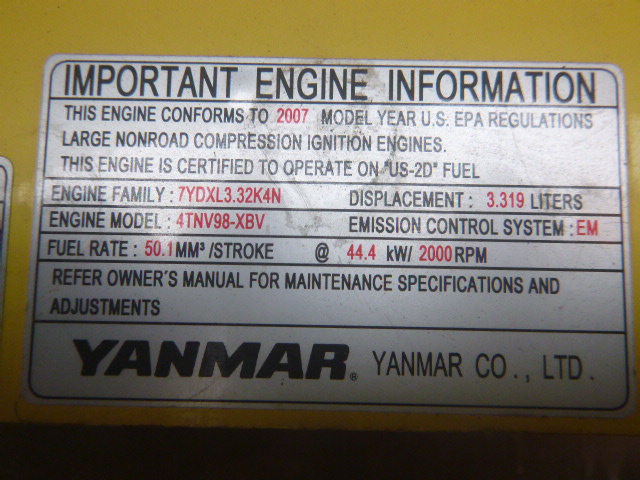 IMPORTANT ENGINE INFORMATION
THIS ENGINE CONFORMS TO 2007 MODEL YEAR U.S. EPA REGULATIONS
LARGE NONROAD COMPRESSION IGNITION ENGINES.
THIS ENGINE IS CERTIFIED TO OPERATE ON "US-2D" FUEL
ENGINE FAMILY : 7YDXL3.32K4N DISPLACEMENT : 3.319 LITERS
ENGINE MODEL : 4TNV98-XBV EMISSION CONTROL SYSTEM : EM
FUEL RATE : 50.1 MM³ /STROKE @ 44.4 kW/ 2000 RPM
REFER OWNER'S MANUAL FOR MAINTENANCE SPECIFICATIONS AND
ADJUSTMENTS
YANMAR® YANMAR CO., LTD.